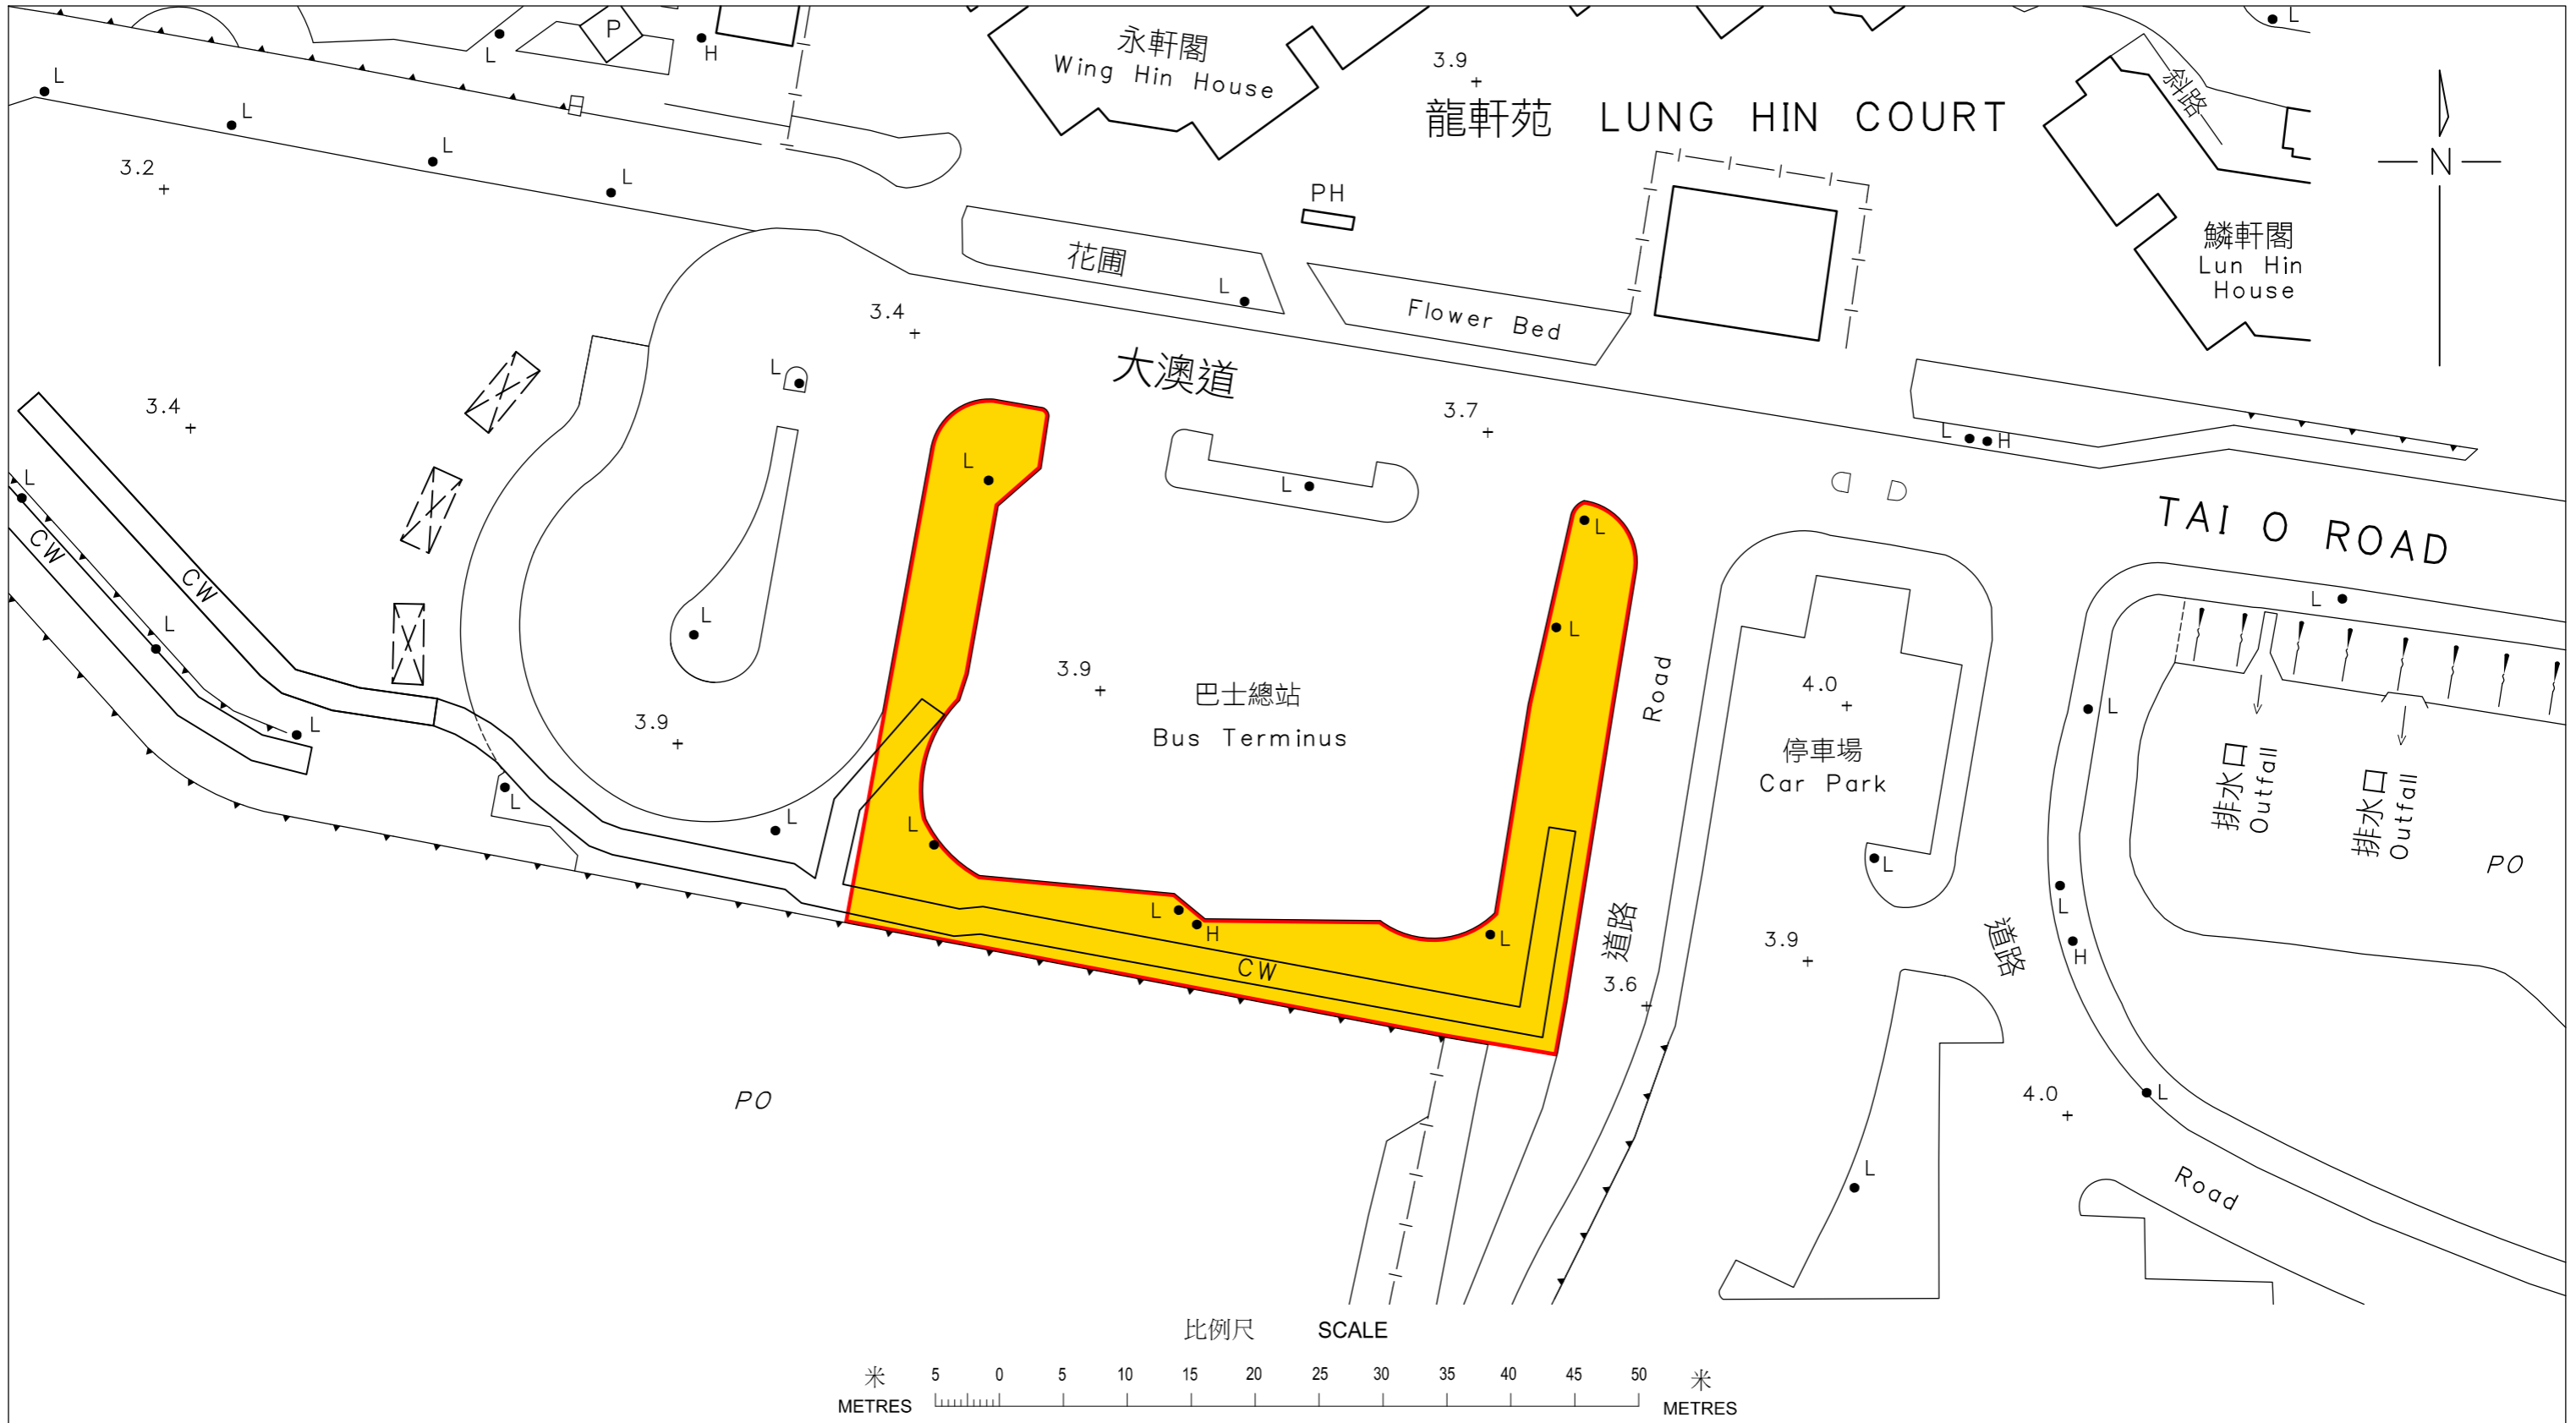 L
P
L
H
L
永軒閣
Wing Hin House
3.9
龍軒苑 LUNG HIN COURT
斜路
N
L
L
L
3.2
L
PH
鱗軒閣
Lun Hin
House
花圃
L
Flower Bed
3.4
大澳道
L
3.4
3.7
L H
L
L
L
L
TAI O ROAD
CW
CW
L
L
L
L
L
3.9
巴士總站
Bus Terminus
Road
4.0
停車場
Car Park
L
3.9
L
排水口
Outfall
排水口
Outfall
PO
L
L
L
L
L
H
L
道路
3.9
道路
L
H
CW
3.6
PO
4.0
L
L
Road
比例尺 SCALE
米 5 0 5 10 15 20 25 30 35 40 45 50 米
METRES METRES